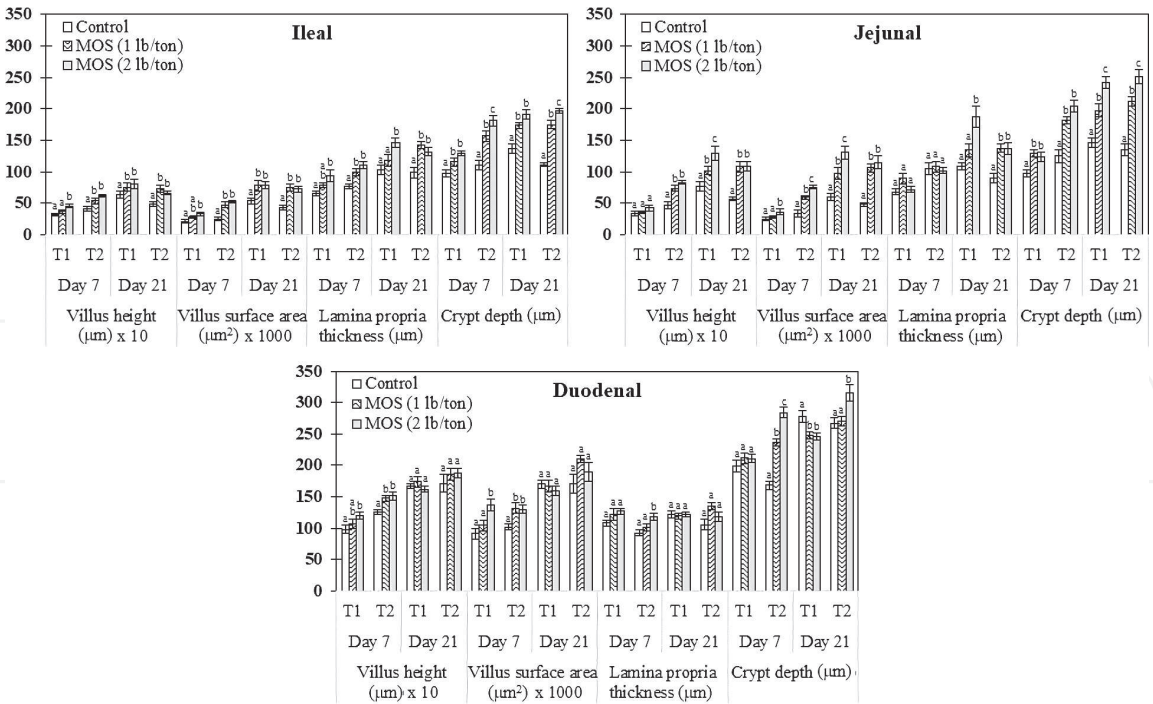 Ileal
Control
MOS (1 lb/ton)
MOS (2 lb/ton)
350
300
250
200
150
100
50
0
T1 T2 T1 T2 T1 T2 T1 T2 T1 T2 T1 T2 T1 T2 T1 T2
Day 7 Day 21 Day 7 Day 21 Day 7 Day 21 Day 7 Day 21
Villus height Villus surface area Lamina propria Crypt depth (µm)
(µm) x 10 (µm²) x 1000 thickness (µm)
Jejunal
Control
MOS (1 lb/ton)
MOS (2 lb/ton)
350
300
250
200
150
100
50
0
T1 T2 T1 T2 T1 T2 T1 T2 T1 T2 T1 T2 T1 T2 T1 T2
Day 7 Day 21 Day 7 Day 21 Day 7 Day 21 Day 7 Day 21
Villus height Villus surface area Lamina propria Crypt depth (µm)
(µm) x 10 (µm²) x 1000 thickness (µm)
Duodenal
Control
MOS (1 lb/ton)
MOS (2 lb/ton)
350
300
250
200
150
100
50
0
T1 T2 T1 T2 T1 T2 T1 T2 T1 T2 T1 T2 T1 T2 T1 T2
Day 7 Day 21 Day 7 Day 21 Day 7 Day 21 Day 7 Day 21
Villus height Villus surface area Lamina propria Crypt depth (µm)
(µm) x 10 (µm²) x 1000 thickness (µm)